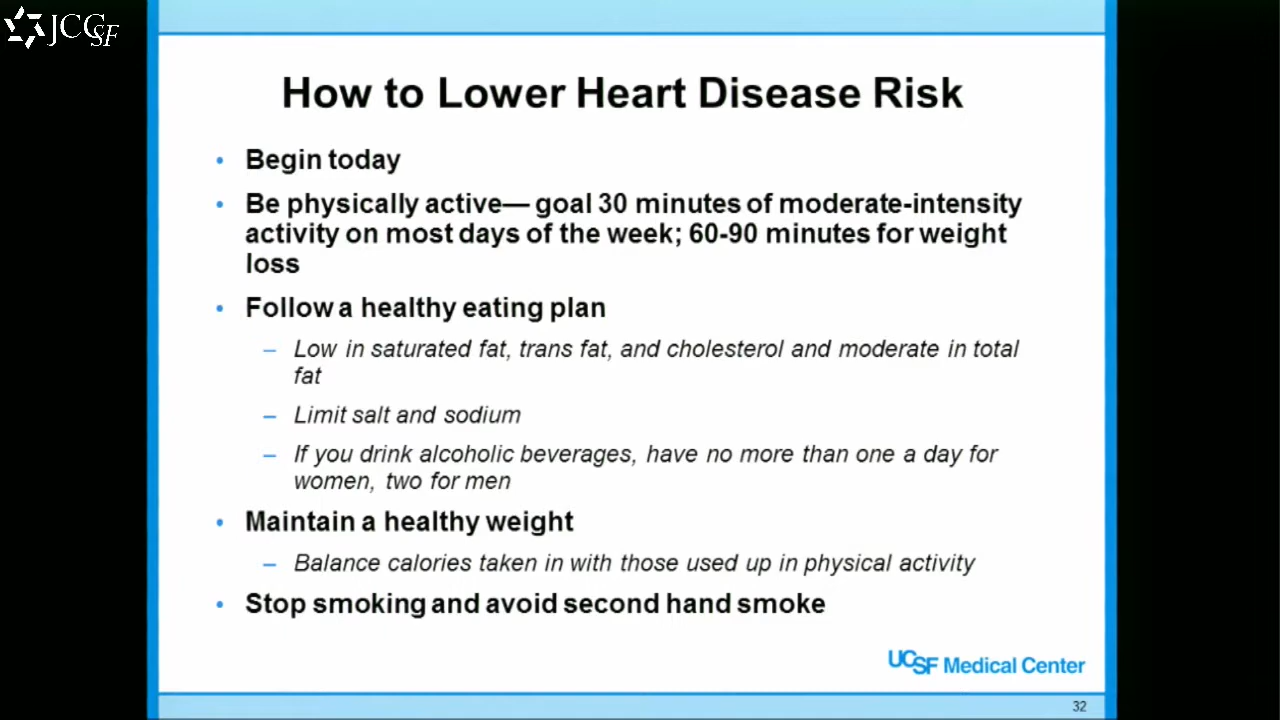 JCCSF
How to Lower Heart Disease Risk
• Begin today
• Be physically active— goal 30 minutes of moderate-intensity
activity on most days of the week; 60-90 minutes for weight
loss
• Follow a healthy eating plan
– Low in saturated fat, trans fat, and cholesterol and moderate in total
fat
– Limit salt and sodium
– If you drink alcoholic beverages, have no more than one a day for
women, two for men
• Maintain a healthy weight
– Balance calories taken in with those used up in physical activity
• Stop smoking and avoid second hand smoke
UCSF Medical Center
32